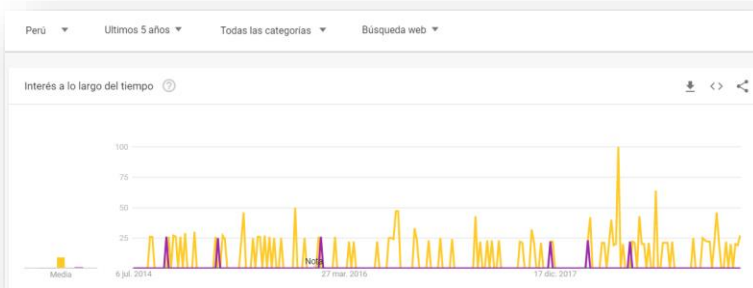 Perú Ultimos 5 años Todas las categorías Búsqueda web
Interés a lo largo del tiempo
100
75
50
25
Nota
Media 6 jul. 2014 27 mar. 2016 17 dic. 2017